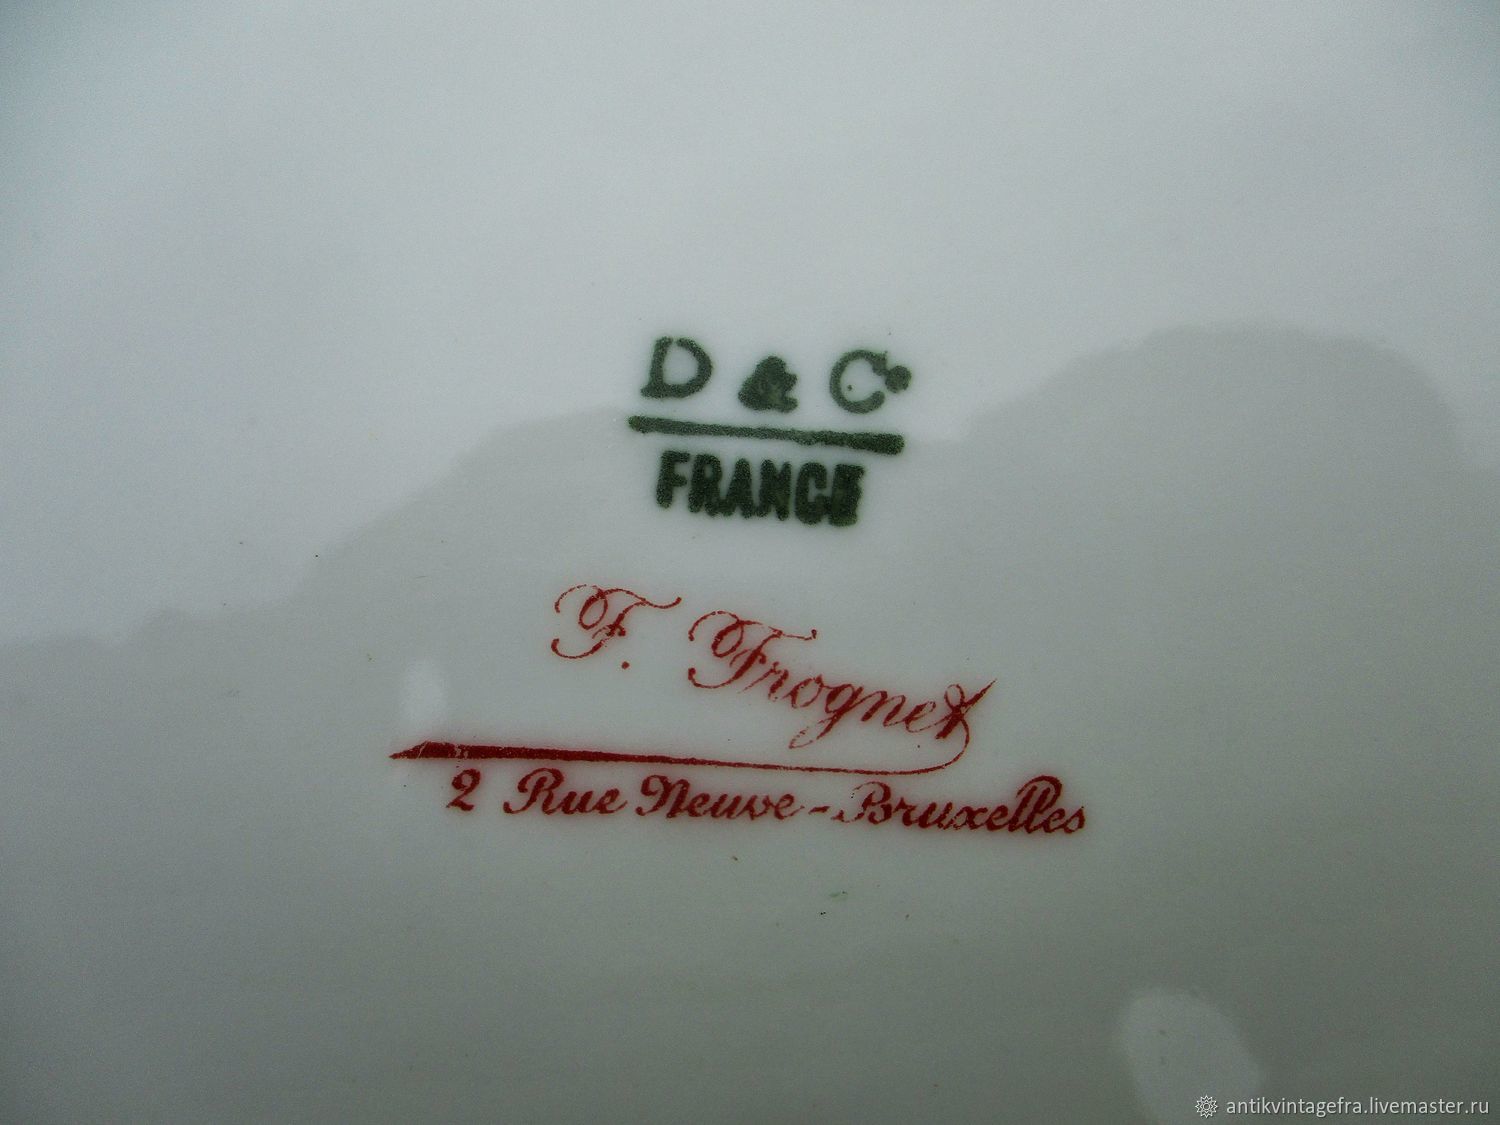 D & Co
FRANCE
F. Frognet
2 Rue Neuve - Bruxelles
antikvintagefra.livemaster.ru